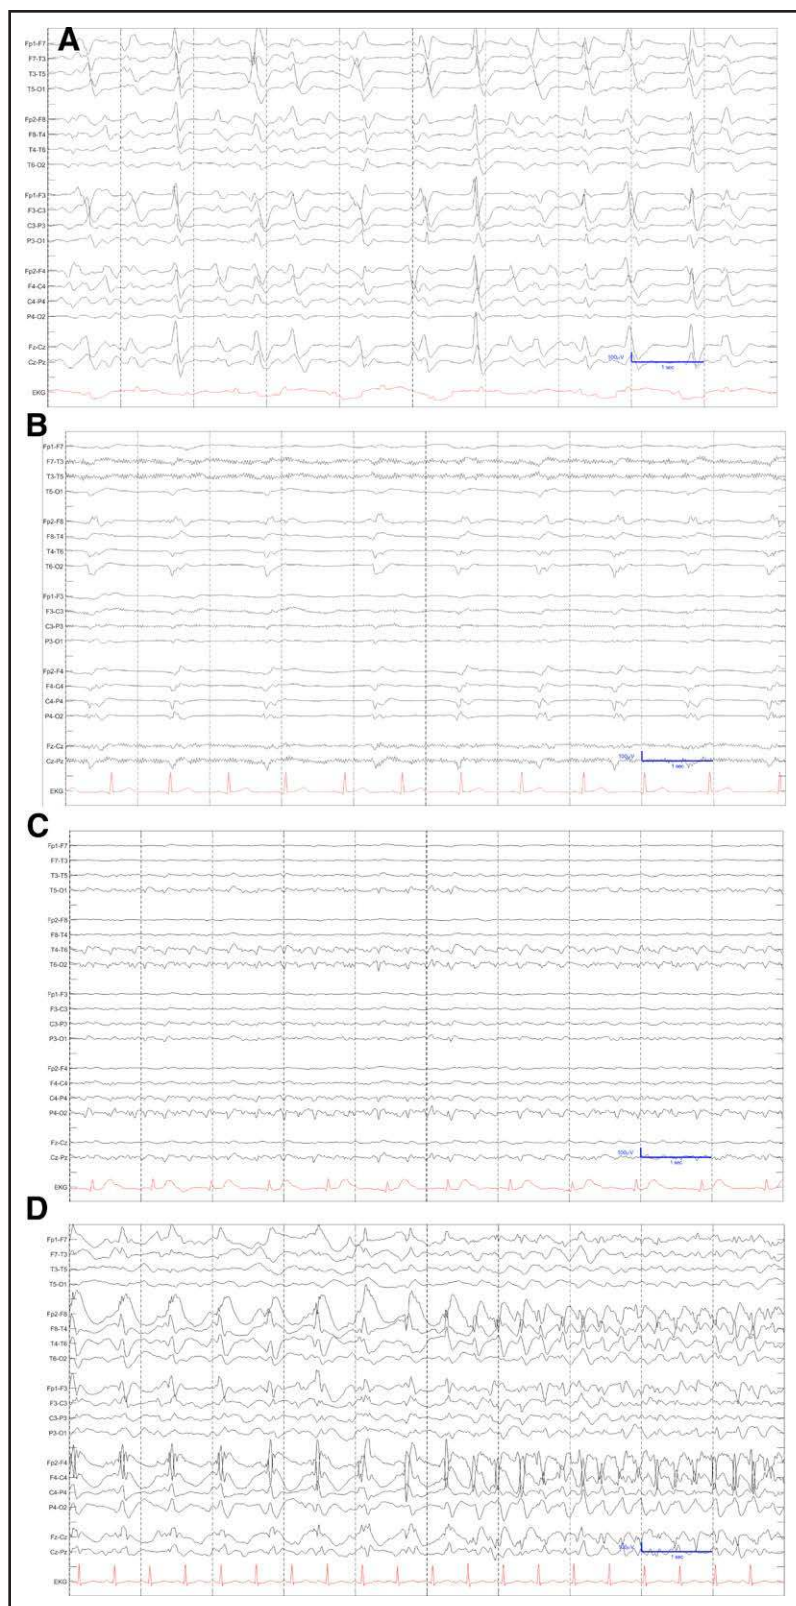 A
Fp1-F7
F7-T3
T3-T5
T5-O1
Fp2-F8
F8-T4
T4-T6
T6-O2
Fp1-F3
F3-C3
C3-P3
P3-O1
Fp2-F4
F4-C4
C4-P4
P4-O2
Fz-Cz
Cz-Pz
100µV
1 sec
EKG
B
Fp1-F7
F7-T3
T3-T5
T5-O1
Fp2-F8
F8-T4
T4-T6
T6-O2
Fp1-F3
F3-C3
C3-P3
P3-O1
Fp2-F4
F4-C4
C4-P4
P4-O2
Fz-Cz
Cz-Pz
100µV
1 sec
EKG
C
Fp1-F7
F7-T3
T3-T5
T5-O1
Fp2-F8
F8-T4
T4-T6
T6-O2
Fp1-F3
F3-C3
C3-P3
P3-O1
Fp2-F4
F4-C4
C4-P4
P4-O2
Fz-Cz
Cz-Pz
100µV
1 sec
EKG
D
Fp1-F7
F7-T3
T3-T5
T5-O1
Fp2-F8
F8-T4
T4-T6
T6-O2
Fp1-F3
F3-C3
C3-P3
P3-O1
Fp2-F4
F4-C4
C4-P4
P4-O2
Fz-Cz
Cz-Pz
100µV
1 sec
EKG